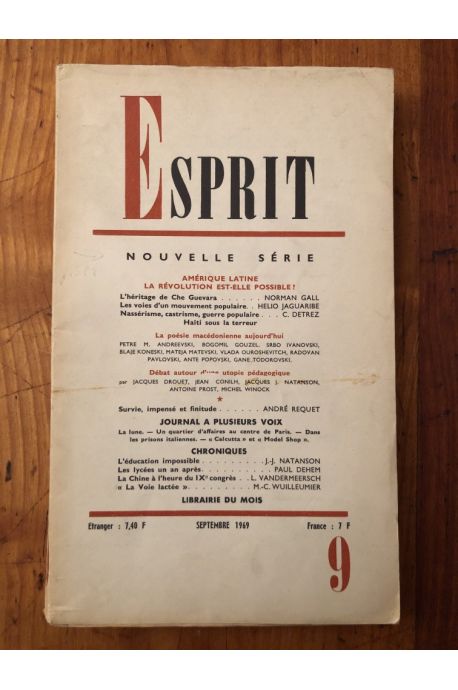 ESPRIT
NOUVELLE SÉRIE
AMÉRIQUE LATINE
LA RÉVOLUTION EST-ELLE POSSIBLE ?
L'héritage de Che Guevara . . . . . . NORMAN GALL
Les voies d'un mouvement populaire. . HELIO JAGUARIBE
Nassérisme, castrisme, guerre populaire . . . C. DETREZ
Haïti sous la terreur
La poésie macédonienne aujourd'hui
PETRE M. ANDREEVSKI, BOGOMIL GOUZEL, SRBO IVANOVSKI,
BLAJE KONESKI, MATEJA MATEVSKI, VLADA OUROSHEVITCH, RADOVAN
PAVLOVSKI, ANTE POPOVSKI, GANE TODOROVSKI.
Débat autour d'une utopie pédagogique
par JACQUES DROUET, JEAN CONILH, JACQUES J. NATANSON,
ANTOINE PROST, MICHEL WINOCK
★
Survie, impensé et finitude . . . . . . ANDRÉ REQUET
JOURNAL A PLUSIEURS VOIX
La lune. — Un quartier d'affaires au centre de Paris. — Dans
les prisons italiennes. — « Calcutta » et « Model Shop ».
CHRONIQUES
L'éducation impossible . . . . . . . . . . J.-J. NATANSON
Les lycées un an après . . . . . . . . . . . PAUL DEHEM
La Chine à l'heure du IXe congrès . . L. VANDERMEERSCH
« La Voie lactée » . . . . . . . . . . M.-C. WUILLEUMIER
LIBRAIRIE DU MOIS
Etranger : 7,40 F SEPTEMBRE 1969 France : 7 F
9